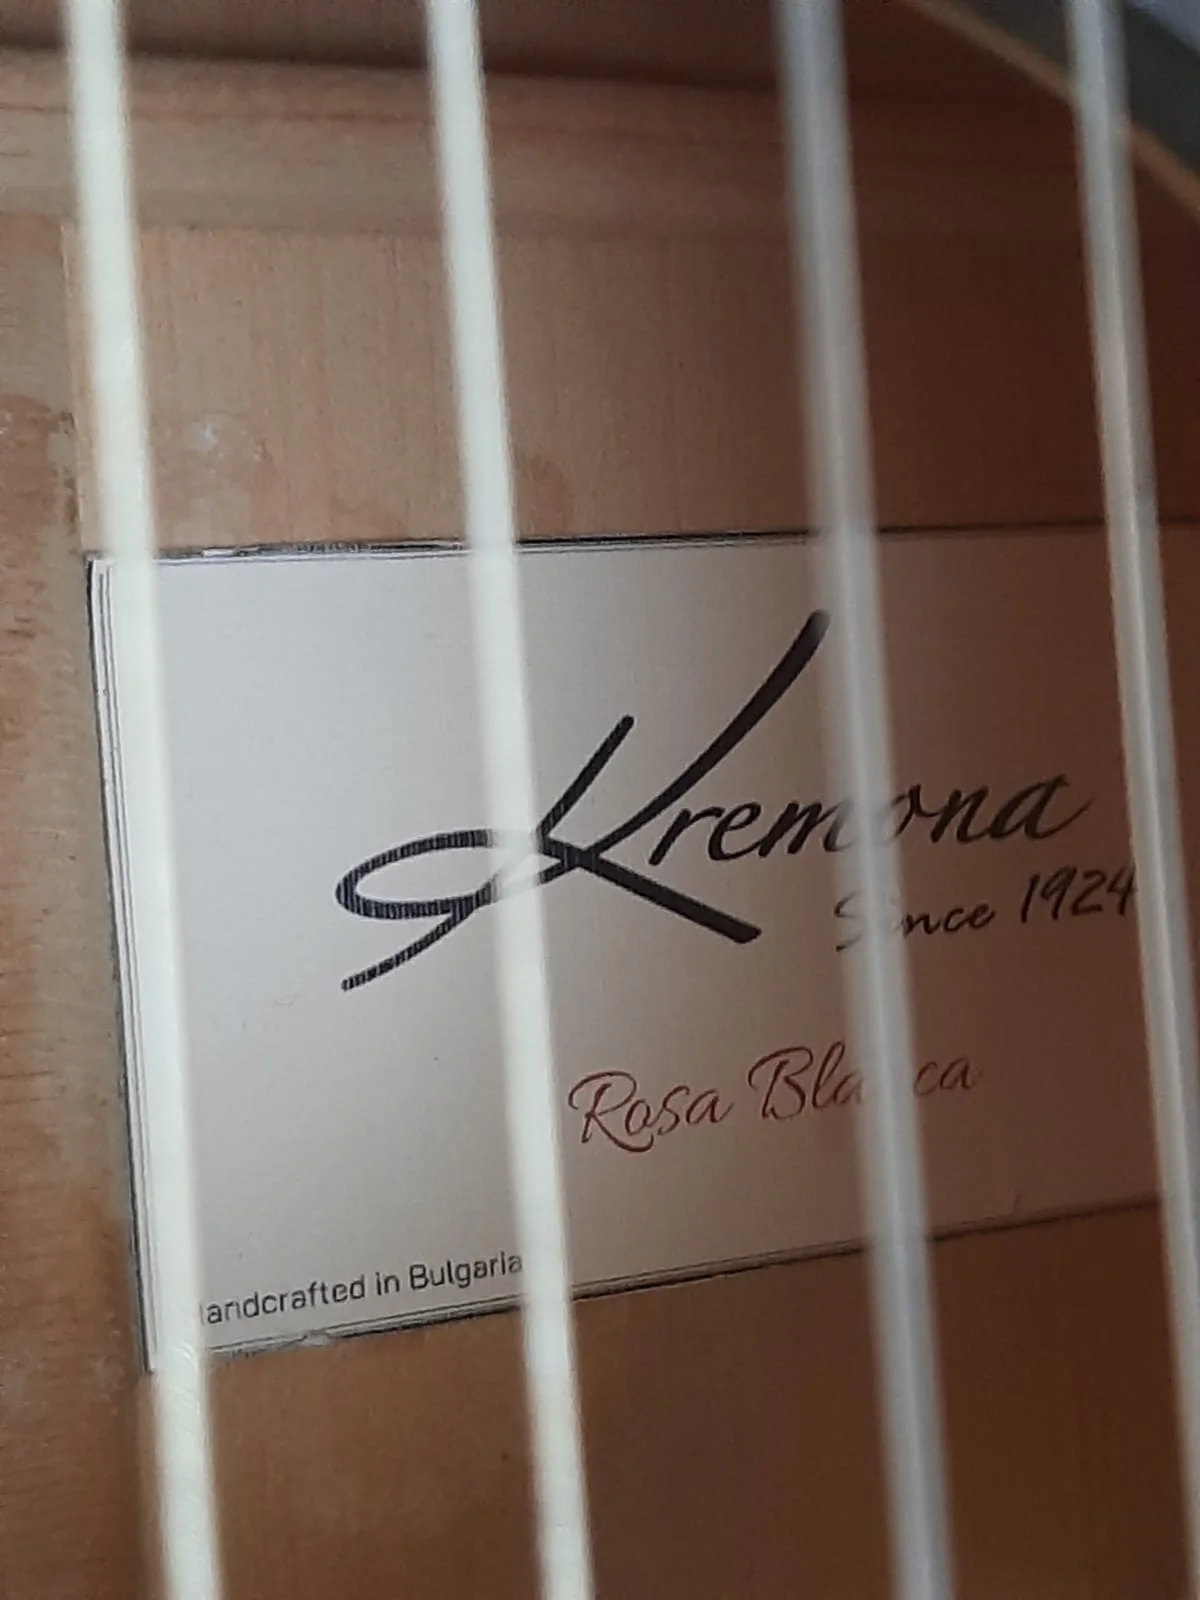 Kremona
Since 1924
Rosa Blanca
Handcrafted in Bulgaria